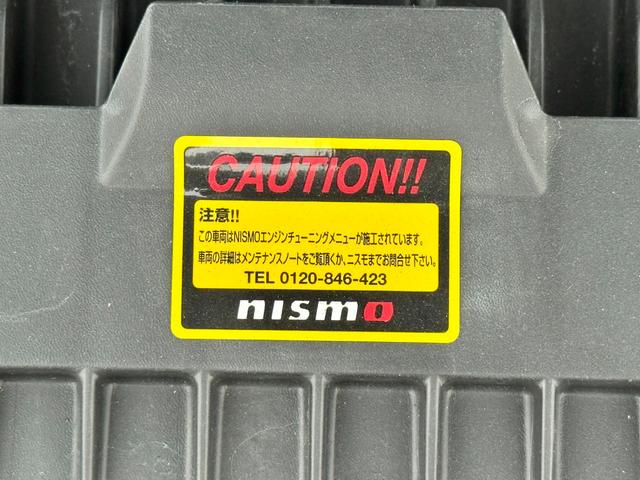 CAUTION!!
注意!!
この車両はNISMOエンジンチューニングメニューが施工されています。
車両の詳細はメンテナンスノートをご覧頂くか、ニスモまでお問合せ下さい。
TEL 0120-846-423
nismo